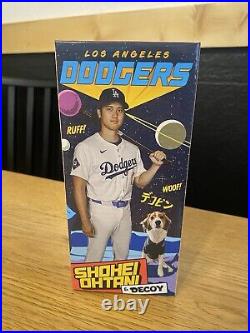 LOS ANGELES
DODGERS
LA
RUFF!
Dodgers
WOOF!
デコピン
SHOHEI
OHTANI
& DECOY